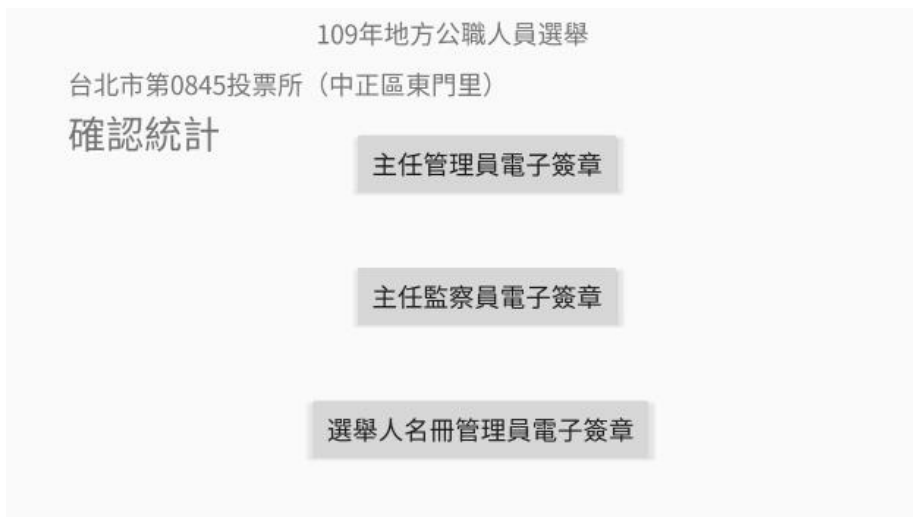 109年地方公職人員選舉
台北市第0845投票所（中正區東門里）
確認統計
主任管理員電子簽章
主任監察員電子簽章
選舉人名冊管理員電子簽章